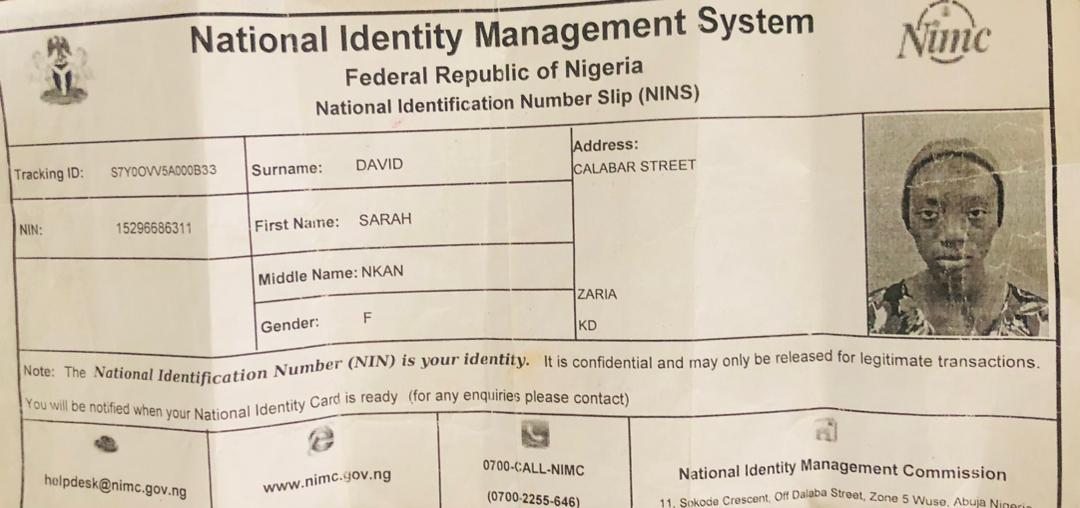 National Identity Management System
Federal Republic of Nigeria
National Identification Number Slip (NINS)
Nimc
Tracking ID: S7Y0OVV5A000B33
Surname: DAVID
Address:
CALABAR STREET
NIN: 15296686311
First Name: SARAH
Middle Name: NKAN
ZARIA
Gender: F
KD
Note: The National Identification Number (NIN) is your identity. It is confidential and may only be released for legitimate transactions.
You will be notified when your National Identity Card is ready (for any enquiries please contact)
helpdesk@nimc.gov.ng
www.nimc.gov.ng
0700-CALL-NIMC
(0700-2255-646)
National Identity Management Commission
11, Sokode Crescent, Off Dalaba Street, Zone 5 Wuse, Abuja Nigeria